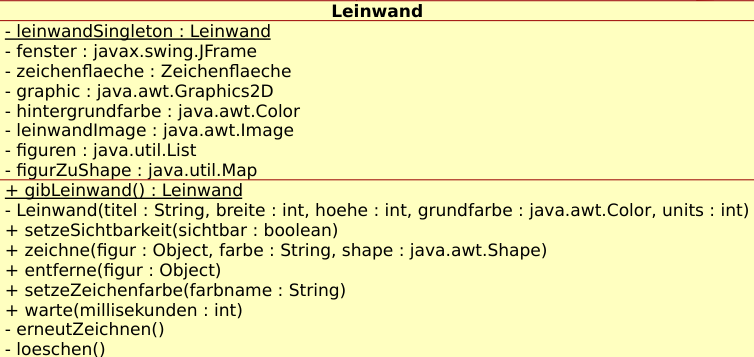 Leinwand
- leinwandSingleton : Leinwand
- fenster : javax.swing.JFrame
- zeichenflaeche : Zeichenflaeche
- graphic : java.awt.Graphics2D
- hintergrundfarbe : java.awt.Color
- leinwandImage : java.awt.Image
- figuren : java.util.List
- figurZuShape : java.util.Map
+ gibLeinwand() : Leinwand
- Leinwand(titel : String, breite : int, hoehe : int, grundfarbe : java.awt.Color, units : int)
+ setzeSichtbarkeit(sichtbar : boolean)
+ zeichne(figur : Object, farbe : String, shape : java.awt.Shape)
+ entferne(figur : Object)
+ setzeZeichenfarbe(farbname : String)
+ warte(millisekunden : int)
- erneutZeichnen()
- loeschen()